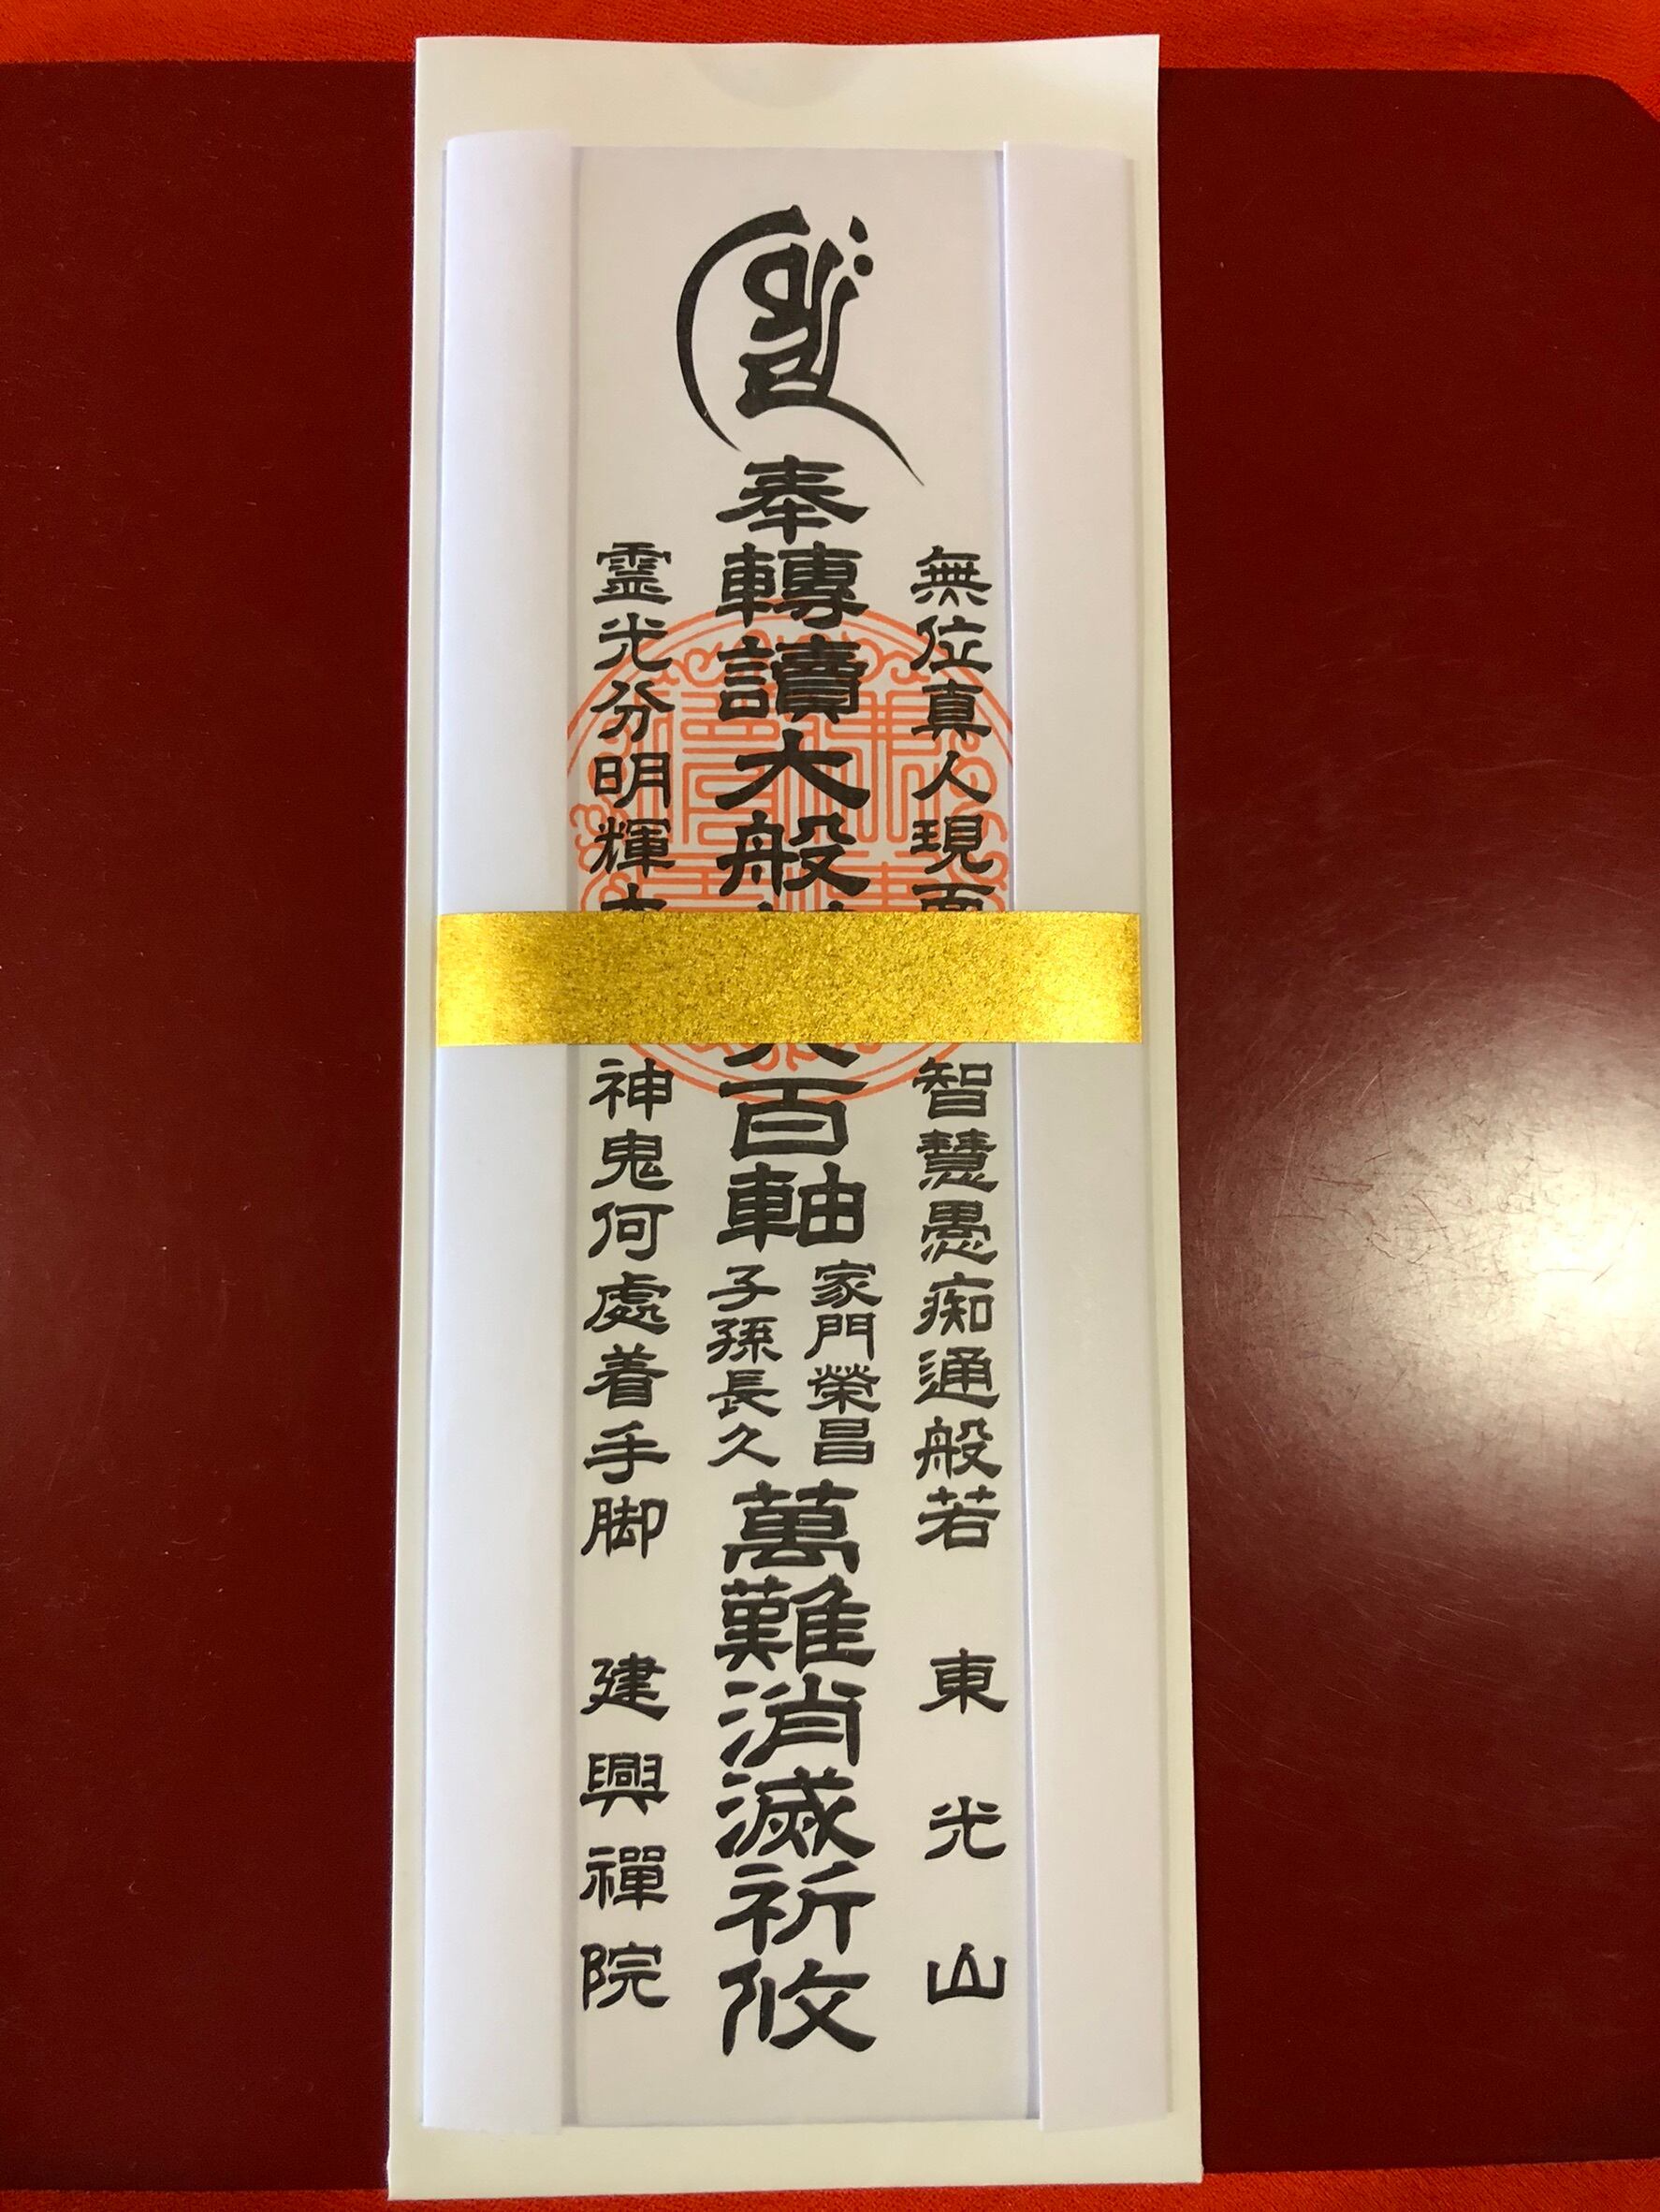 無位真人現面
智慧愚痴通般若
東光山
奉轉讀大般
百軸
家門榮昌
子孫長久
萬難消滅祈攸
霊光分明輝
神鬼何處着手脚
建興禪院